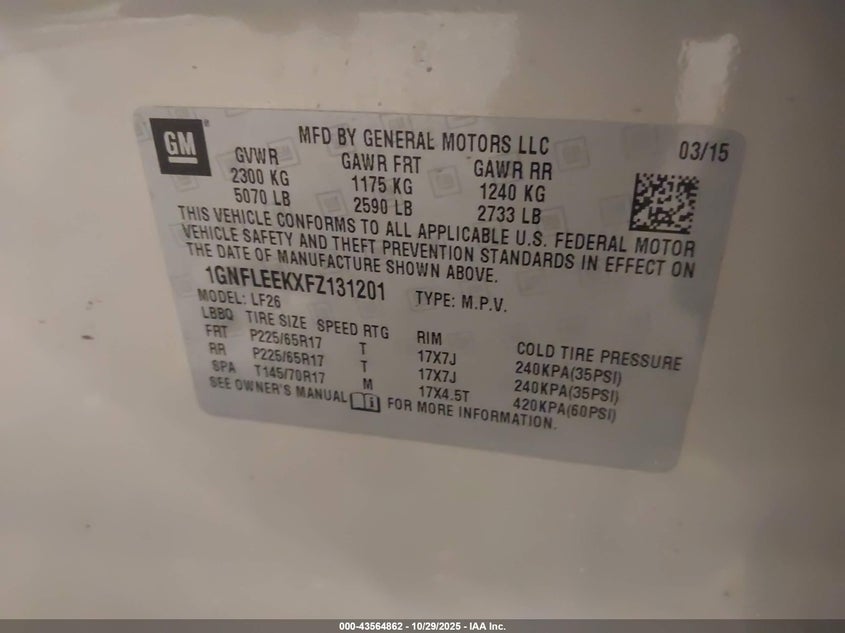 GM
MFD BY GENERAL MOTORS LLC 03/15
GVWR GAWR FRT GAWR RR
2300 KG 1175 KG 1240 KG
5070 LB 2590 LB 2733 LB
THIS VEHICLE CONFORMS TO ALL APPLICABLE U.S. FEDERAL MOTOR
VEHICLE SAFETY AND THEFT PREVENTION STANDARDS IN EFFECT ON
THE DATE OF MANUFACTURE SHOWN ABOVE.
1GNFLEEKXFZ131201 TYPE: M.P.V.
MODEL: LF26
LBBQ TIRE SIZE SPEED RTG RIM COLD TIRE PRESSURE
FRT P225/65R17 T 17X7J 240KPA(35PSI)
RR P225/65R17 T 17X7J 240KPA(35PSI)
SPA T145/70R17 M 17X4.5T 420KPA(60PSI)
SEE OWNER'S MANUAL FOR MORE INFORMATION.
000-43564862 - 10/29/2025 - IAA Inc.